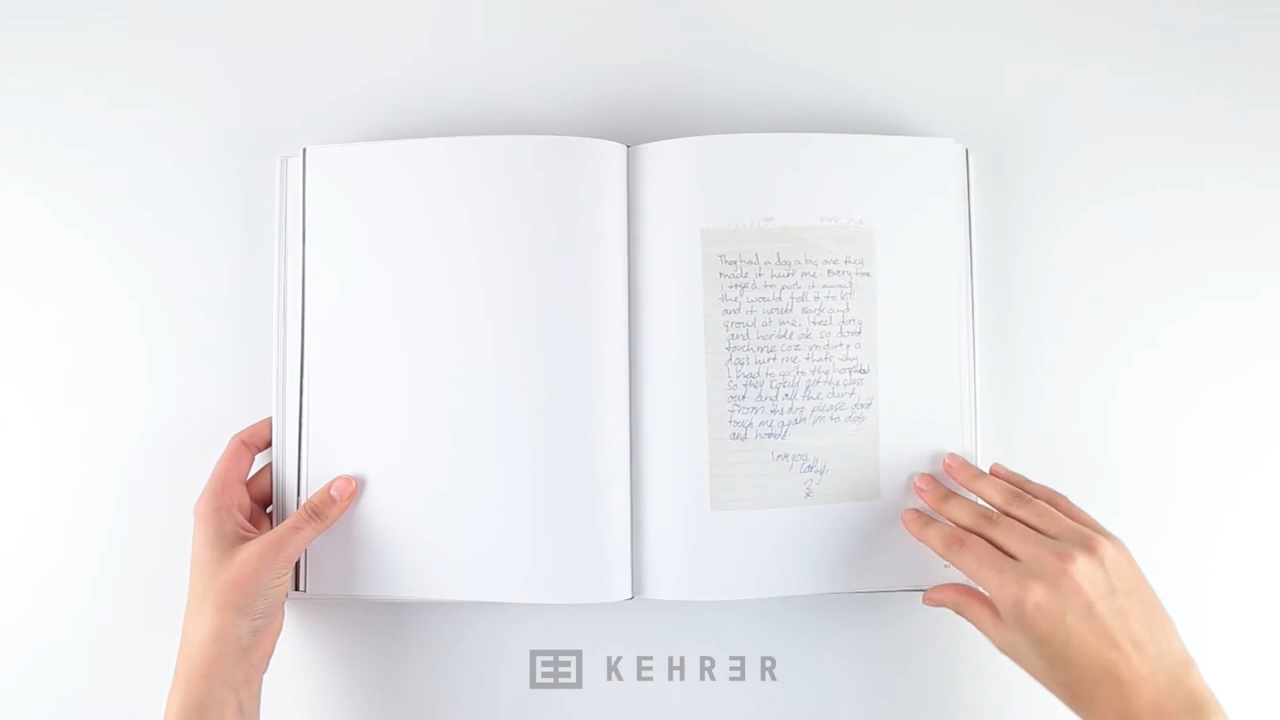 They had a dog a big one they
made it hurt me. Every time
I tryed to push it away
they would tell it to kill
and it would Bark and
growl at me. I feel dirty
and horible ok so dont
touch me coz im dirty a
dog hurt me thats why
I had to go to the hospital
so they could get the glass
out and all the dirt
from the dog. please dont
touch me again Im to dirty
and horible.
love you
x
KEHRER